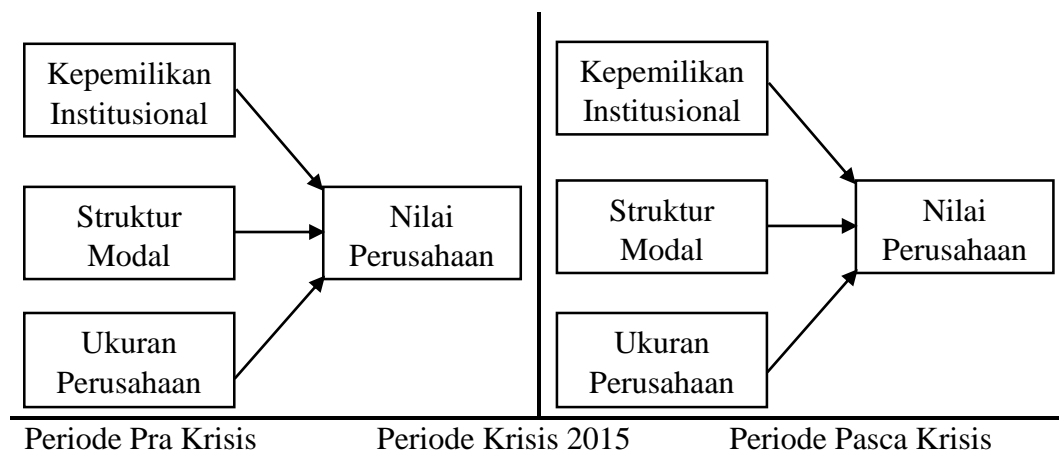 Kepemilikan
Institusional
Struktur
Modal
Nilai
Perusahaan
Ukuran
Perusahaan
Kepemilikan
Institusional
Struktur
Modal
Nilai
Perusahaan
Ukuran
Perusahaan
Periode Pra Krisis Periode Krisis 2015 Periode Pasca Krisis